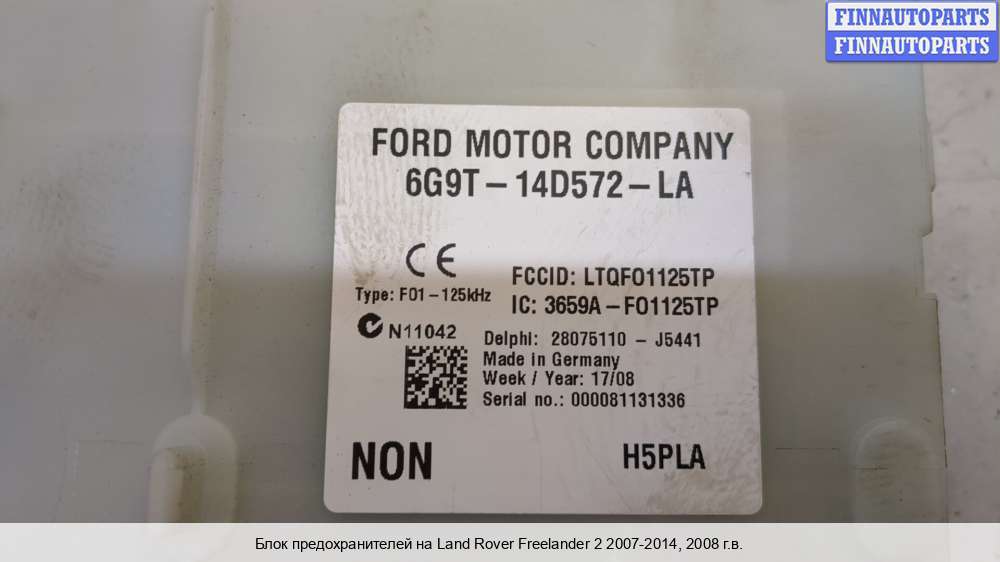 FINNAUTOPARTS
FINNAUTOPARTS
FORD MOTOR COMPANY
6G9T-14D572-LA
CE
FCCID: LTQFO1125TP
Type: F01-125kHz
IC: 3659A-FO1125TP
N11042
Delphi: 28075110 - J5441
Made in Germany
Week / Year: 17/08
Serial no.: 000081131336
NON
H5PLA
Блок предохранителей на Land Rover Freelander 2 2007-2014, 2008 г.в.